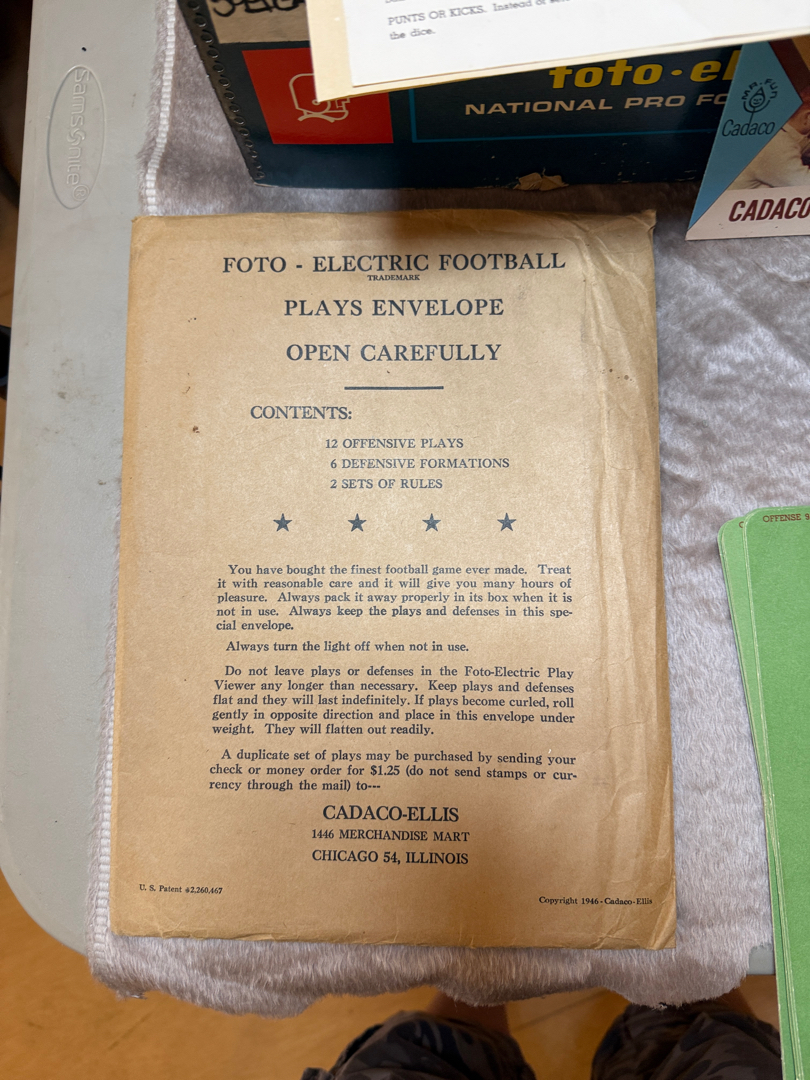 PUNTS OR KICKS. Instead of
the dice.
foto·el
NATIONAL PRO FO
MR. FUN
Cadaco
CADACO
Samsonite
FOTO - ELECTRIC FOOTBALL
TRADEMARK
PLAYS ENVELOPE
OPEN CAREFULLY
CONTENTS:
12 OFFENSIVE PLAYS
6 DEFENSIVE FORMATIONS
2 SETS OF RULES
You have bought the finest football game ever made. Treat
it with reasonable care and it will give you many hours of
pleasure. Always pack it away properly in its box when it is
not in use. Always keep the plays and defenses in this spe-
cial envelope.
Always turn the light off when not in use.
Do not leave plays or defenses in the Foto-Electric Play
Viewer any longer than necessary. Keep plays and defenses
flat and they will last indefinitely. If plays become curled, roll
gently in opposite direction and place in this envelope under
weight. They will flatten out readily.
A duplicate set of plays may be purchased by sending your
check or money order for $1.25 (do not send stamps or cur-
rency through the mail) to---
CADACO-ELLIS
1446 MERCHANDISE MART
CHICAGO 54, ILLINOIS
U. S. Patent #2,260,467
Copyright 1946 - Cadaco-Ellis
OFFENSE 9